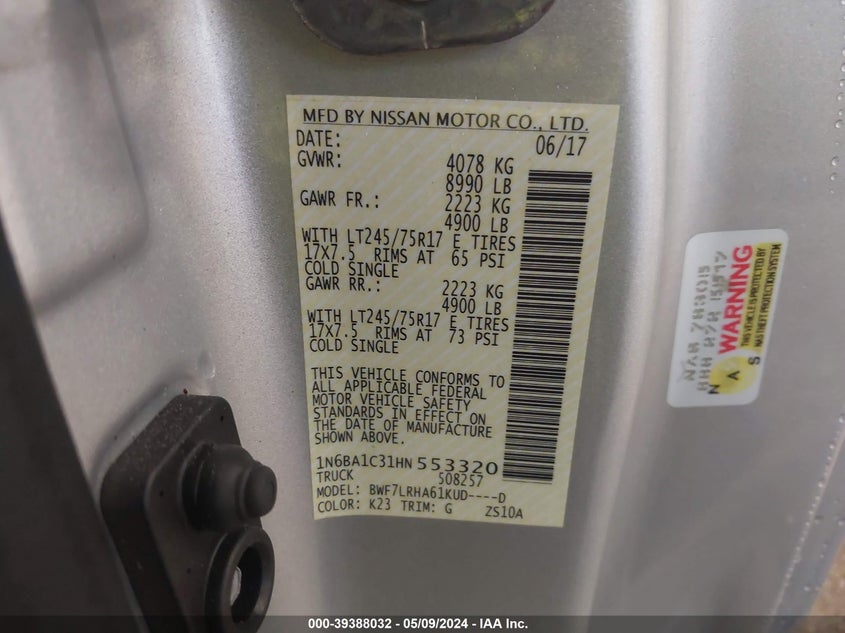 MFD BY NISSAN MOTOR CO., LTD.
DATE: 06/17
GVWR: 4078 KG
8990 LB
GAWR FR.: 2223 KG
4900 LB
WITH LT245/75R17 E TIRES
17X7.5 RIMS AT 65 PSI
COLD SINGLE
GAWR RR.: 2223 KG
4900 LB
WITH LT245/75R17 E TIRES
17X7.5 RIMS AT 73 PSI
COLD SINGLE
THIS VEHICLE CONFORMS TO
ALL APPLICABLE FEDERAL
MOTOR VEHICLE SAFETY
STANDARDS IN EFFECT ON
THE DATE OF MANUFACTURE
SHOWN ABOVE.
1N6BA1C31HN 553320
TRUCK 508257
MODEL: BWF7LRHA61KUD----D
COLOR: K23 TRIM: G ZS10A
WARNING
THIS VEHICLE IS PROTECTED BY
NAS THEFT PROTECTION SYSTEM
N A S
000-39388032 - 05/09/2024 - IAA Inc.